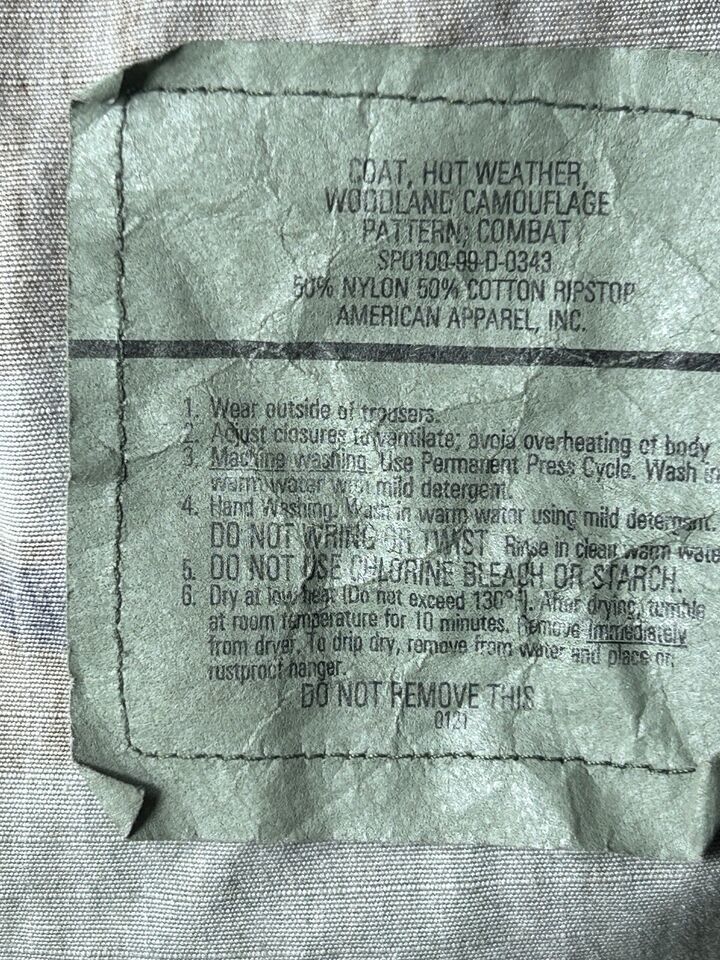 COAT, HOT WEATHER,
WOODLAND CAMOUFLAGE
PATTERN: COMBAT
SPO100-99-D-0343
50% NYLON 50% COTTON RIPSTOP
AMERICAN APPAREL, INC.
1. Wear outside of trousers.
2. Adjust closures to ventilate; avoid overheating of body
3. Machine washing. Use Permanent Press Cycle. Wash in
warm water with mild detergent.
4. Hand Washing. Wash in warm water using mild detergent.
DO NOT WRING OR TWIST. Rinse in clean warm wate
5. DO NOT USE CHLORINE BLEACH OR STARCH.
6. Dry at low heat (Do not exceed 130° After drying, tumble
at room temperature for 10 minutes. Remove immediately
from dryer. To drip dry, remove from water and place on
rustproof hanger.
DO NOT REMOVE THIS
0121